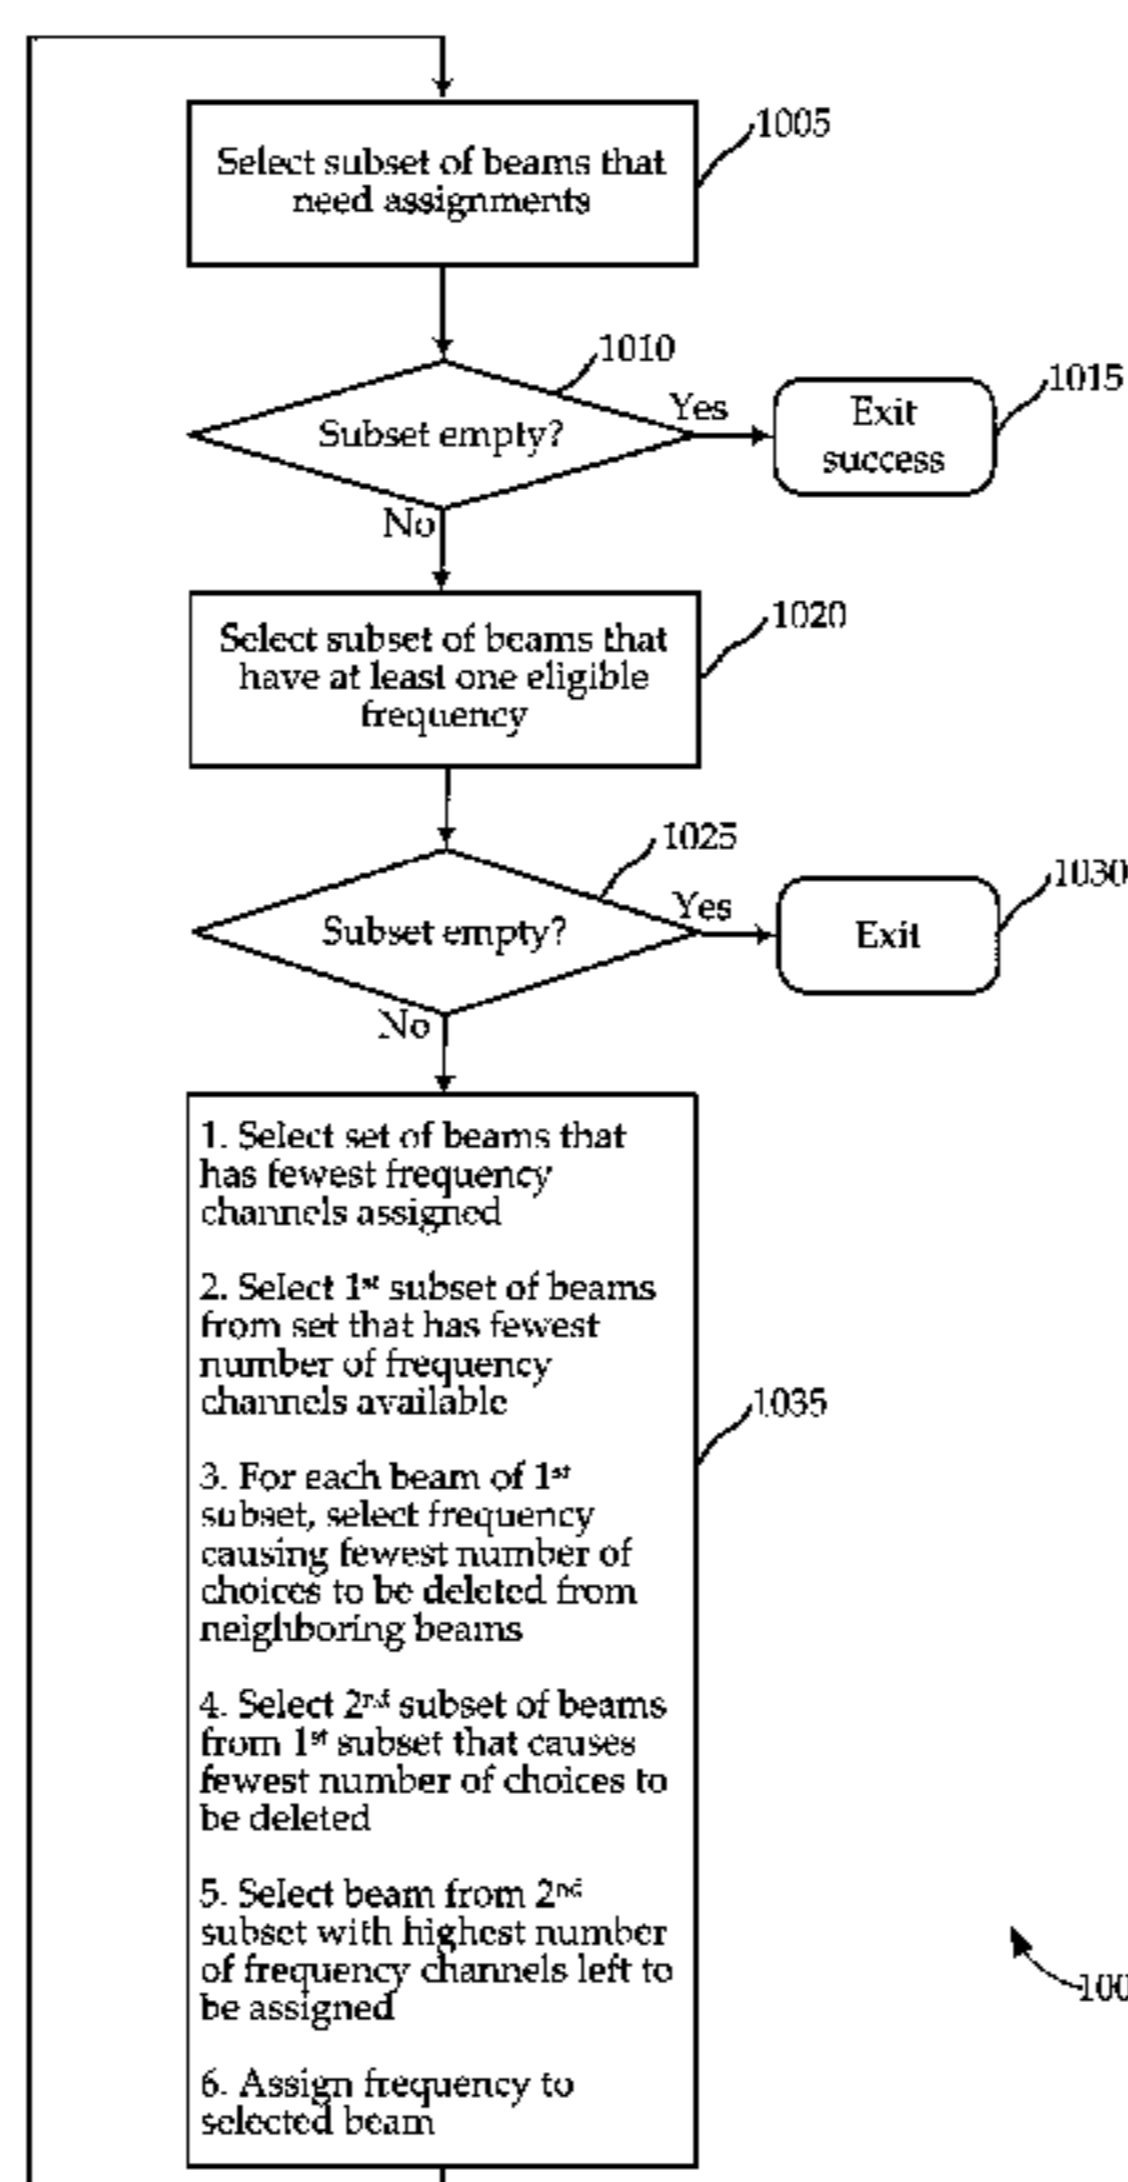 1005
Select subset of beams that
need assignments
1010
Subset empty?
Yes
Exit
success
1015
No
1020
Select subset of beams that
have at least one eligible
frequency
1025
Subset empty?
Yes
Exit
1030
No
1. Select set of beams that
has fewest frequency
channels assigned
2. Select 1st subset of beams
from set that has fewest
number of frequency
channels available
1035
3. For each beam of 1st
subset, select frequency
causing fewest number of
choices to be deleted from
neighboring beams
4. Select 2nd subset of beams
from 1st subset that causes
fewest number of choices to
be deleted
5. Select beam from 2nd
subset with highest number
of frequency channels left to
be assigned
6. Assign frequency to
selected beam